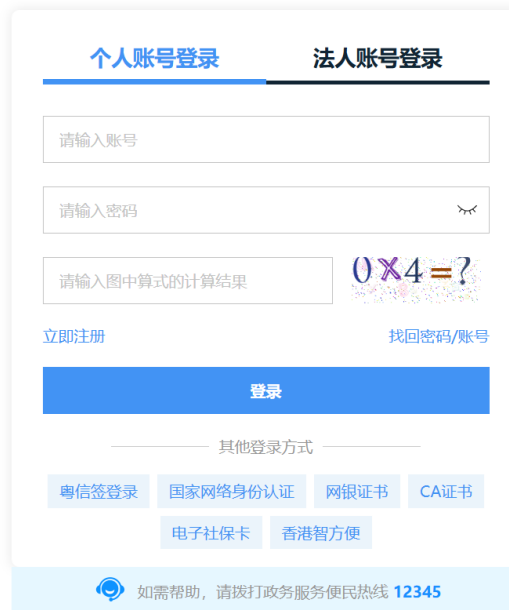 个人账号登录 法人账号登录
请输入账号
请输入密码
请输入图中算式的计算结果 0X4=?
立即注册 找回密码/账号
登录
其他登录方式
粤信签登录 国家网络身份认证 网银证书 CA证书
电子社保卡 香港智方便
如需帮助，请拨打政务服务便民热线 12345